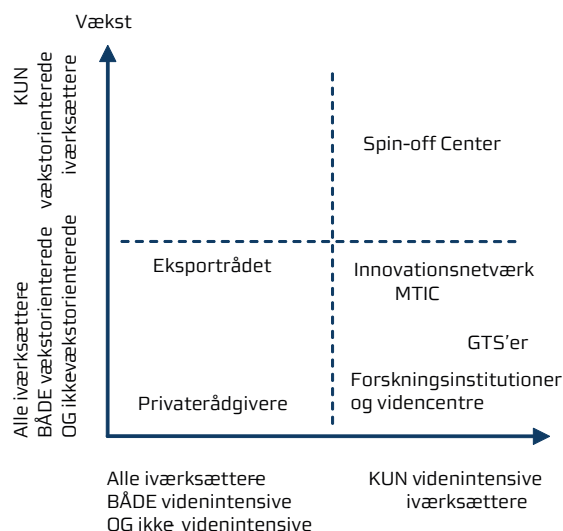 Vækst
KUN
vækstorienterede
iværksættere
Alle iværksættere
BÅDE vækstorienterede
OG ikkevækstorienterede
Spin-off Center
Eksportrådet
Innovationsnetværk
MTIC
GTS'er
Forskningsinstitutioner
og videncentre
Privaterådgivere
Alle iværksættere
BÅDE videnintensive
OG ikke videnintensive
KUN videnintensive
iværksættere